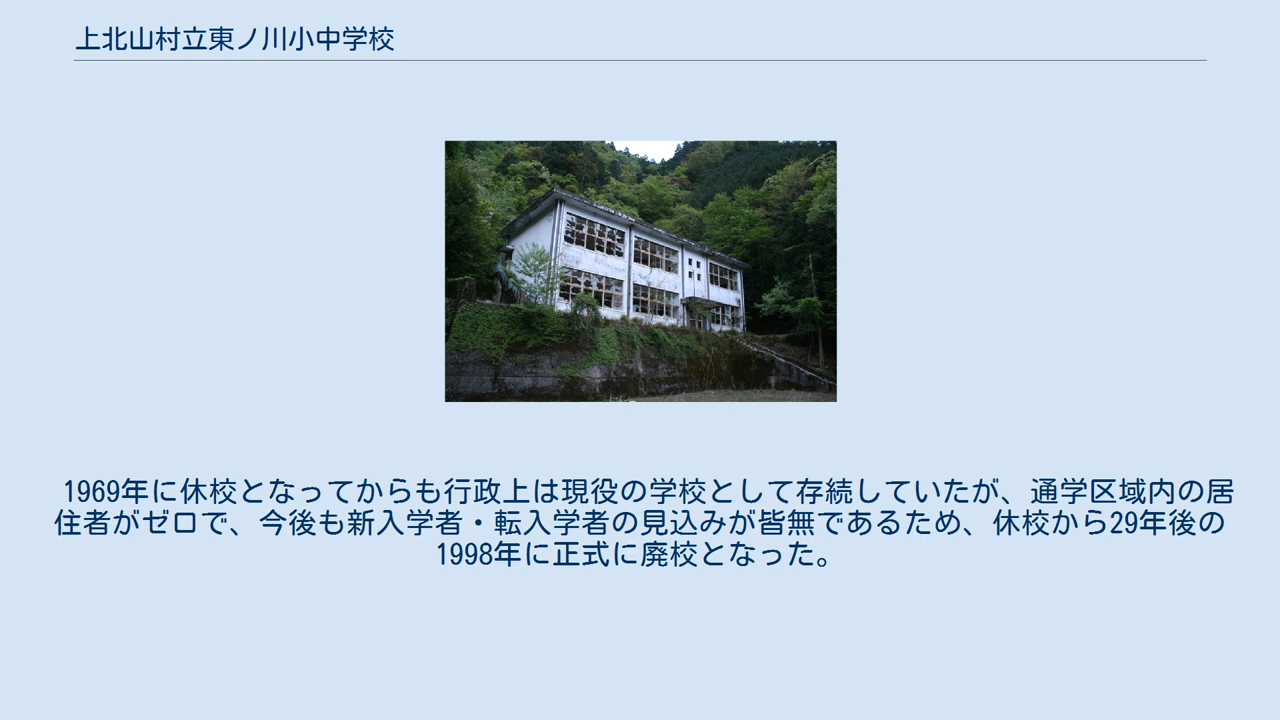 上北山村立東ノ川小中学校
1969年に休校となってからも行政上は現役の学校として存続していたが、通学区域内の居
住者がゼロで、今後も新入学者・転入学者の見込みが皆無であるため、休校から29年後の
1998年に正式に廃校となった。